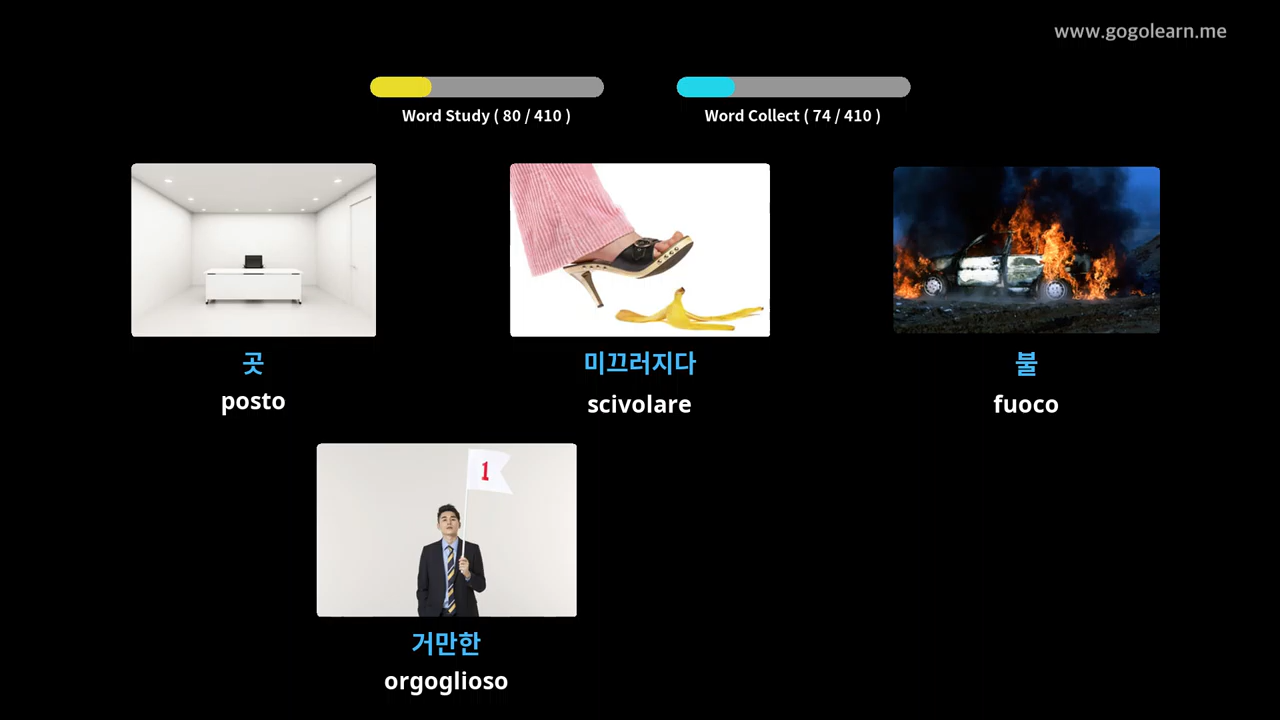 www.gogolearn.me
Word Study ( 80 / 410 )
Word Collect ( 74 / 410 )
곳
posto
미끄러지다
scivolare
불
fuoco
1
거만한
orgoglioso